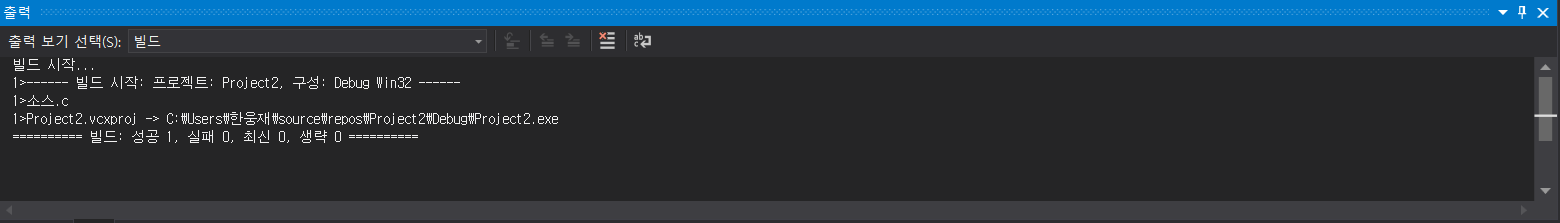 출력
출력 보기 선택(S): 빌드
빌드 시작...
1>------ 빌드 시작: 프로젝트: Project2, 구성: Debug Win32 ------
1>소스.c
1>Project2.vcxproj -> C:₩Users₩한웅재₩source₩repos₩Project2₩Debug₩Project2.exe
========== 빌드: 성공 1, 실패 0, 최신 0, 생략 0 ==========